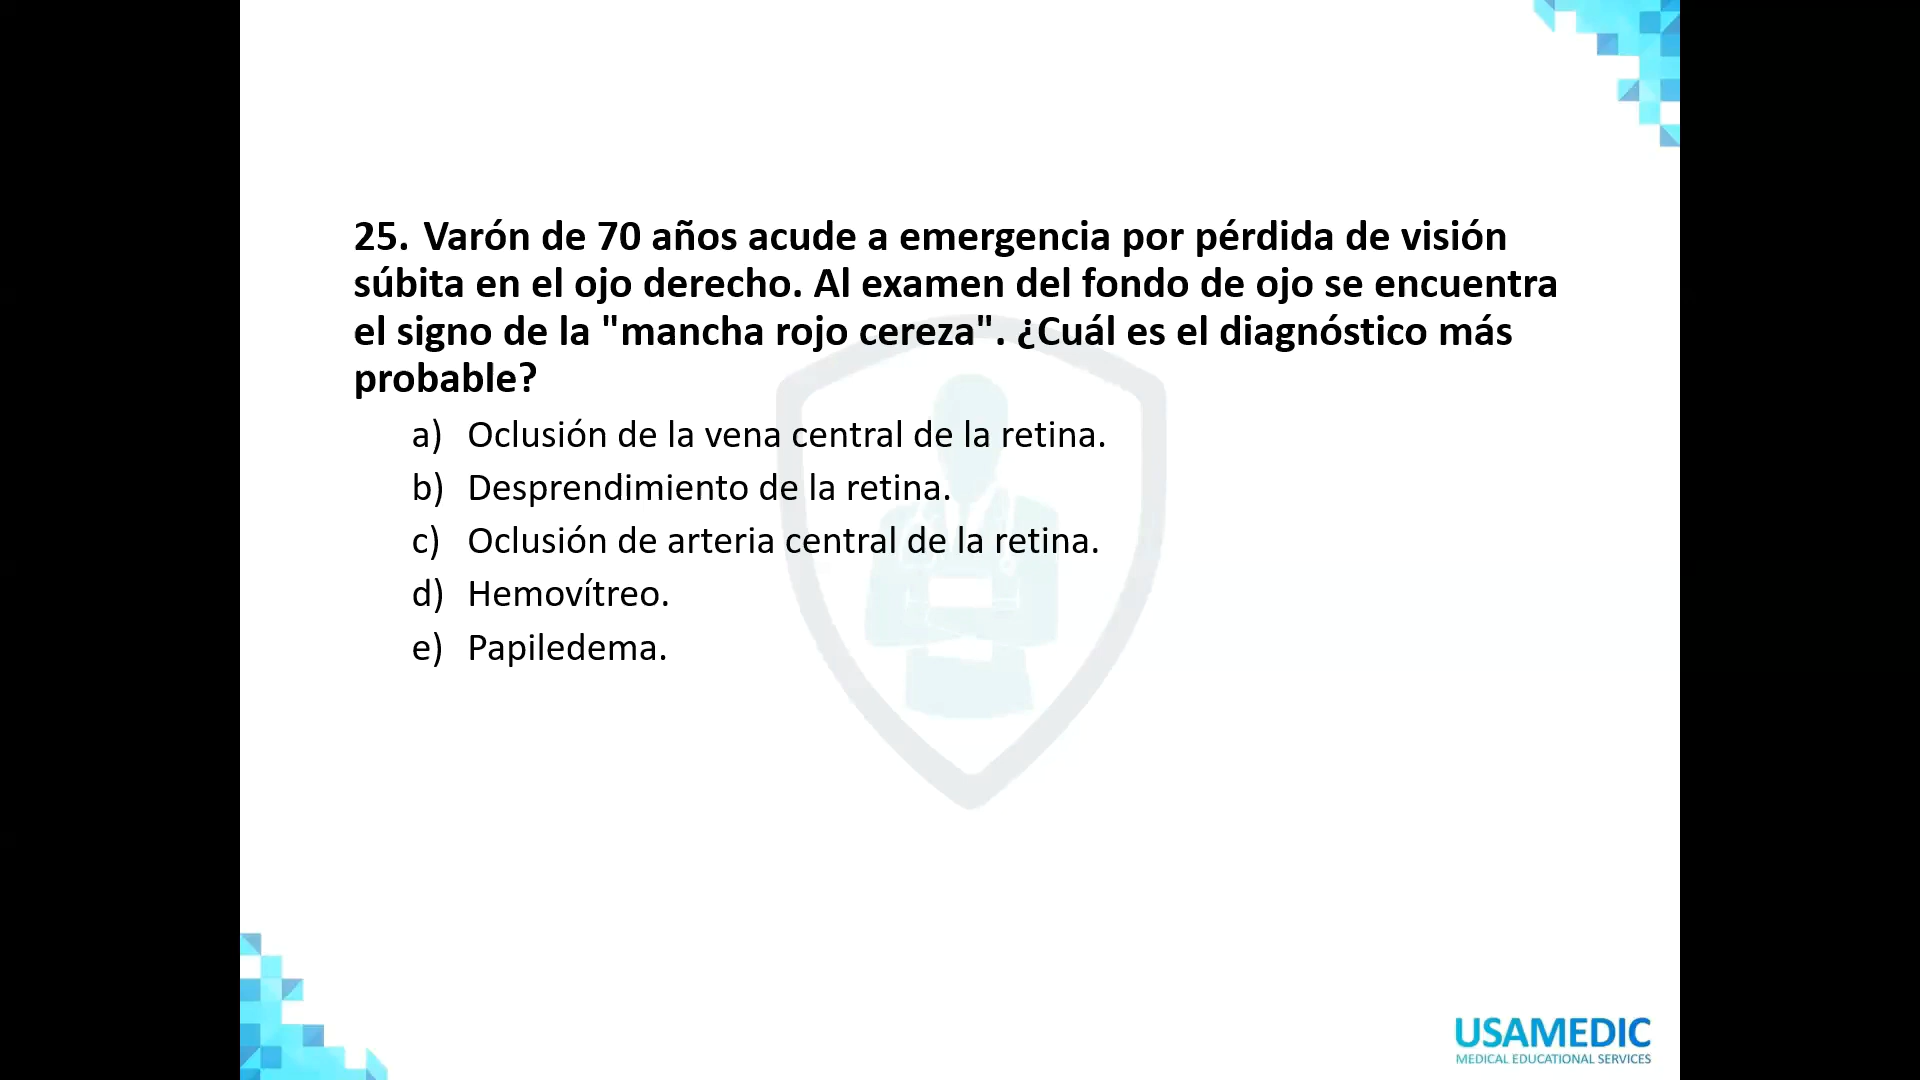 25. Varón de 70 años acude a emergencia por pérdida de visión
súbita en el ojo derecho. Al examen del fondo de ojo se encuentra
el signo de la "mancha rojo cereza". ¿Cuál es el diagnóstico más
probable?
a) Oclusión de la vena central de la retina.
b) Desprendimiento de la retina.
c) Oclusión de arteria central de la retina.
d) Hemovítreo.
e) Papiledema.
USAMEDIC
MEDICAL EDUCATIONAL SERVICES